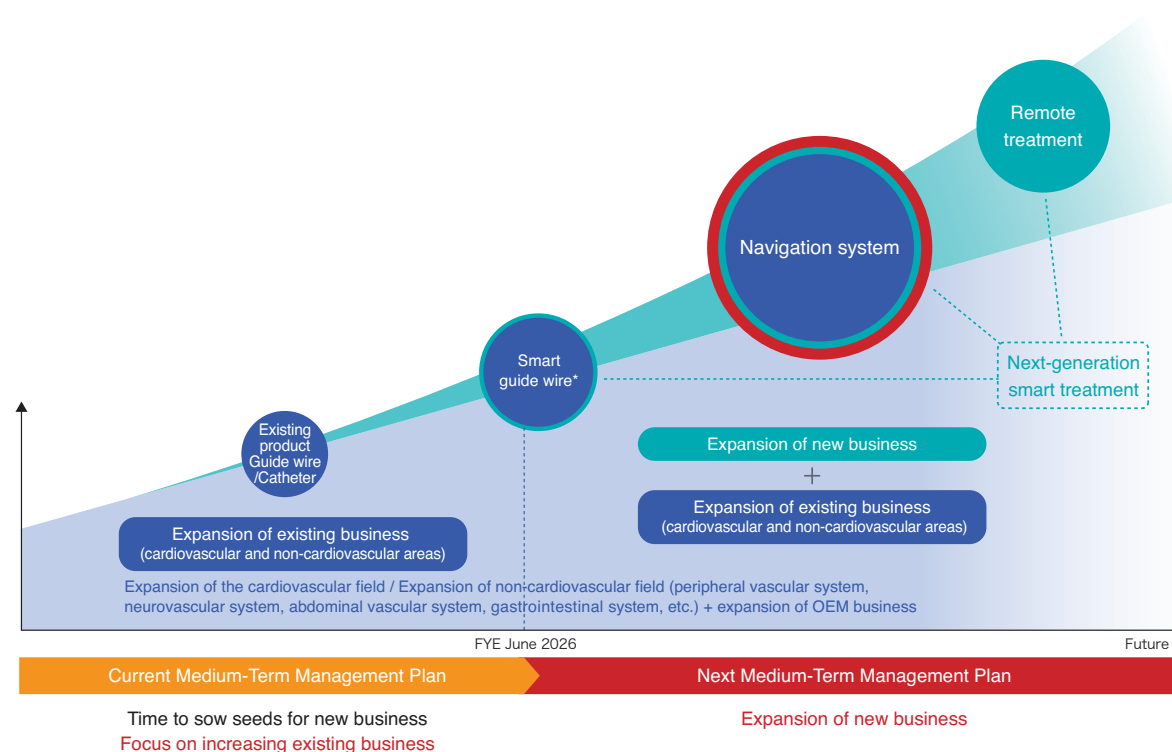 Remote
treatment
Navigation system
Smart
guide wire*
Next-generation
smart treatment
Existing
product
Guide wire
/Catheter
Expansion of new business
+
Expansion of existing business
(cardiovascular and non-cardiovascular areas)
Expansion of existing business
(cardiovascular and non-cardiovascular areas)
Expansion of the cardiovascular field / Expansion of non-cardiovascular field (peripheral vascular system,
neurovascular system, abdominal vascular system, gastrointestinal system, etc.) + expansion of OEM business
FYE June 2026
Future
Current Medium-Term Management Plan
Next Medium-Term Management Plan
Time to sow seeds for new business
Focus on increasing existing business
Expansion of new business